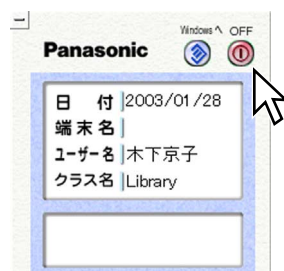 Windowsへ OFF
Panasonic
日 付 2003/01/28
端末名
ユーザー名 木下京子
クラス名 Library